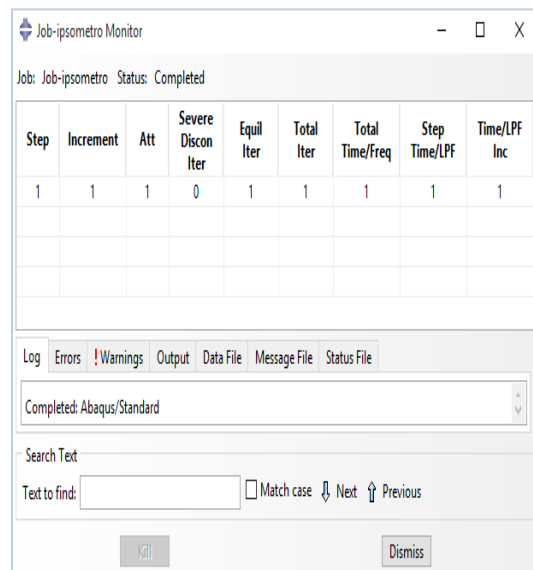 Job-ipsometro Monitor
Job: Job-ipsometro Status: Completed
Step Increment Att Severe Discon Iter Equil Iter Total Iter Total Time/Freq Step Time/LPF Time/LPF Inc
1 1 1 0 1 1 1 1 1
Log Errors !Warnings Output Data File Message File Status File
Completed: Abaqus/Standard
Search Text
Text to find: Match case Next Previous
Kill Dismiss